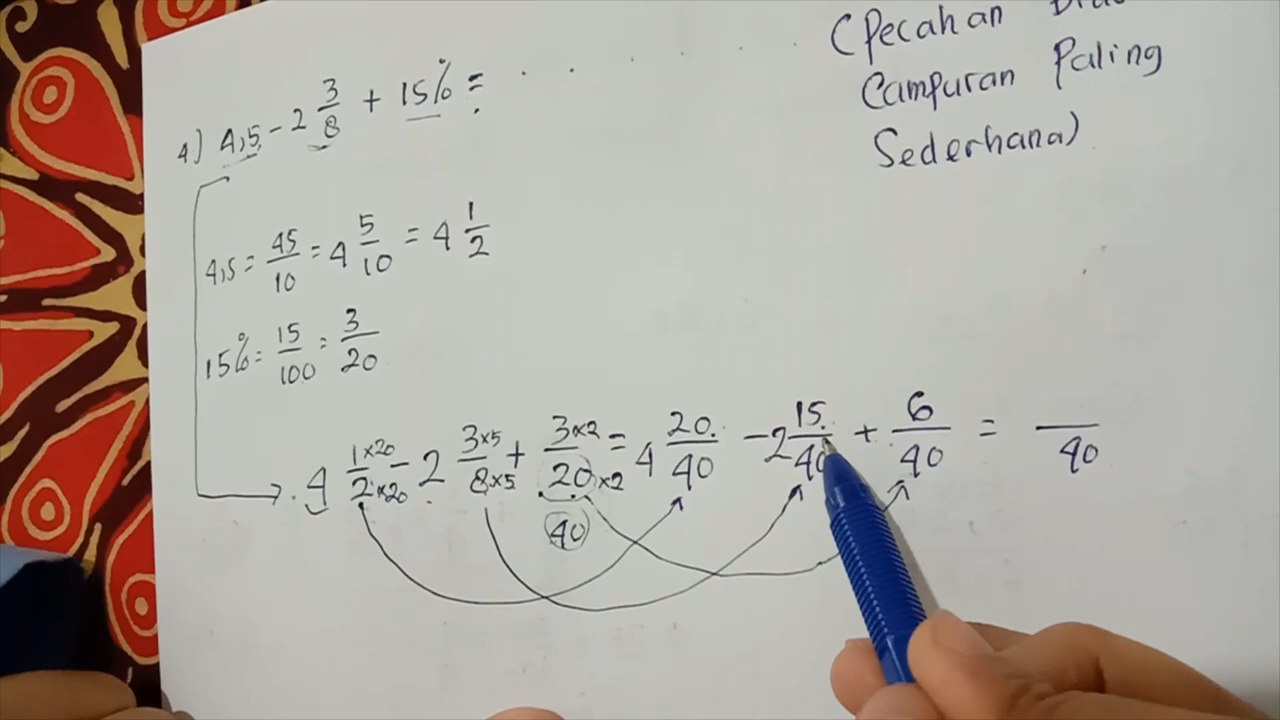 4) 4,5 - 2 3/8 + 15% = . . . . . .
(Pecahan
Campuran Paling
Sederhana)
4,5 = 45/10 = 4 5/10 = 4 1/2
15% = 15/100 = 3/20
4 1×20/2×20 - 2 3×5/8×5 + 3×2/20×2 = 4 20/40 - 2 15/40 + 6/40 = /40
40